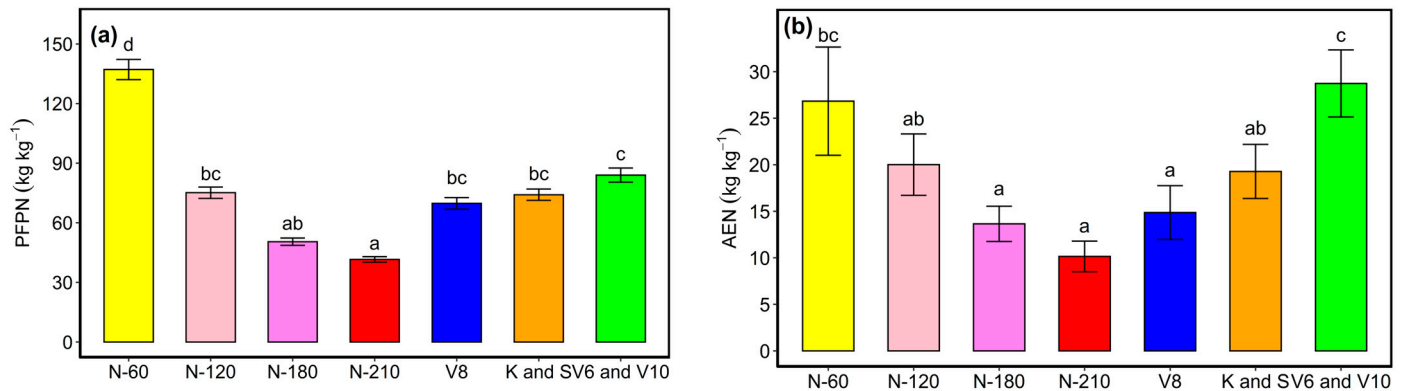 (a)
PFPN (kg kg⁻¹)
150
120
90
60
30
0
d
bc
ab
a
bc
bc
c
N-60 N-120 N-180 N-210 V8 K and SV6 and V10
(b)
AEN (kg kg⁻¹)
30
25
20
15
10
5
0
bc
ab
a
a
a
ab
c
N-60 N-120 N-180 N-210 V8 K and SV6 and V10